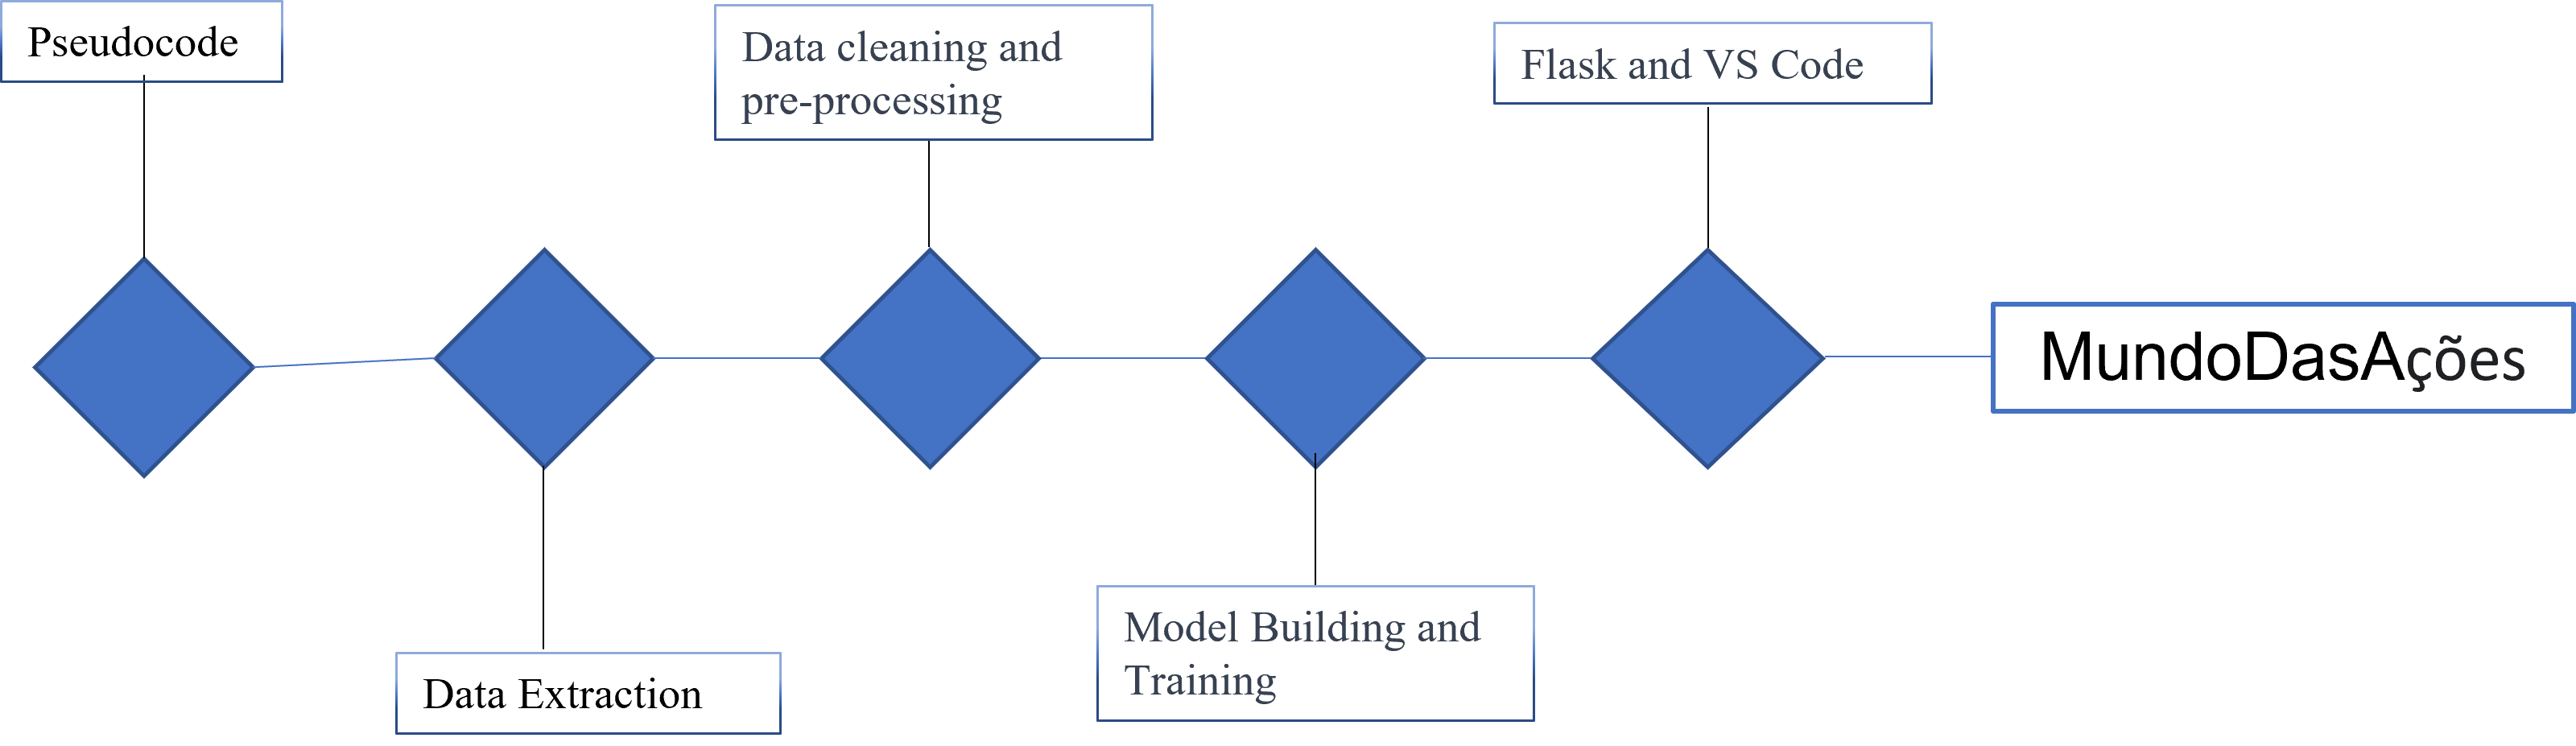 Pseudocode
Data cleaning and
pre-processing
Flask and VS Code
MundoDasAções
Model Building and
Training
Data Extraction